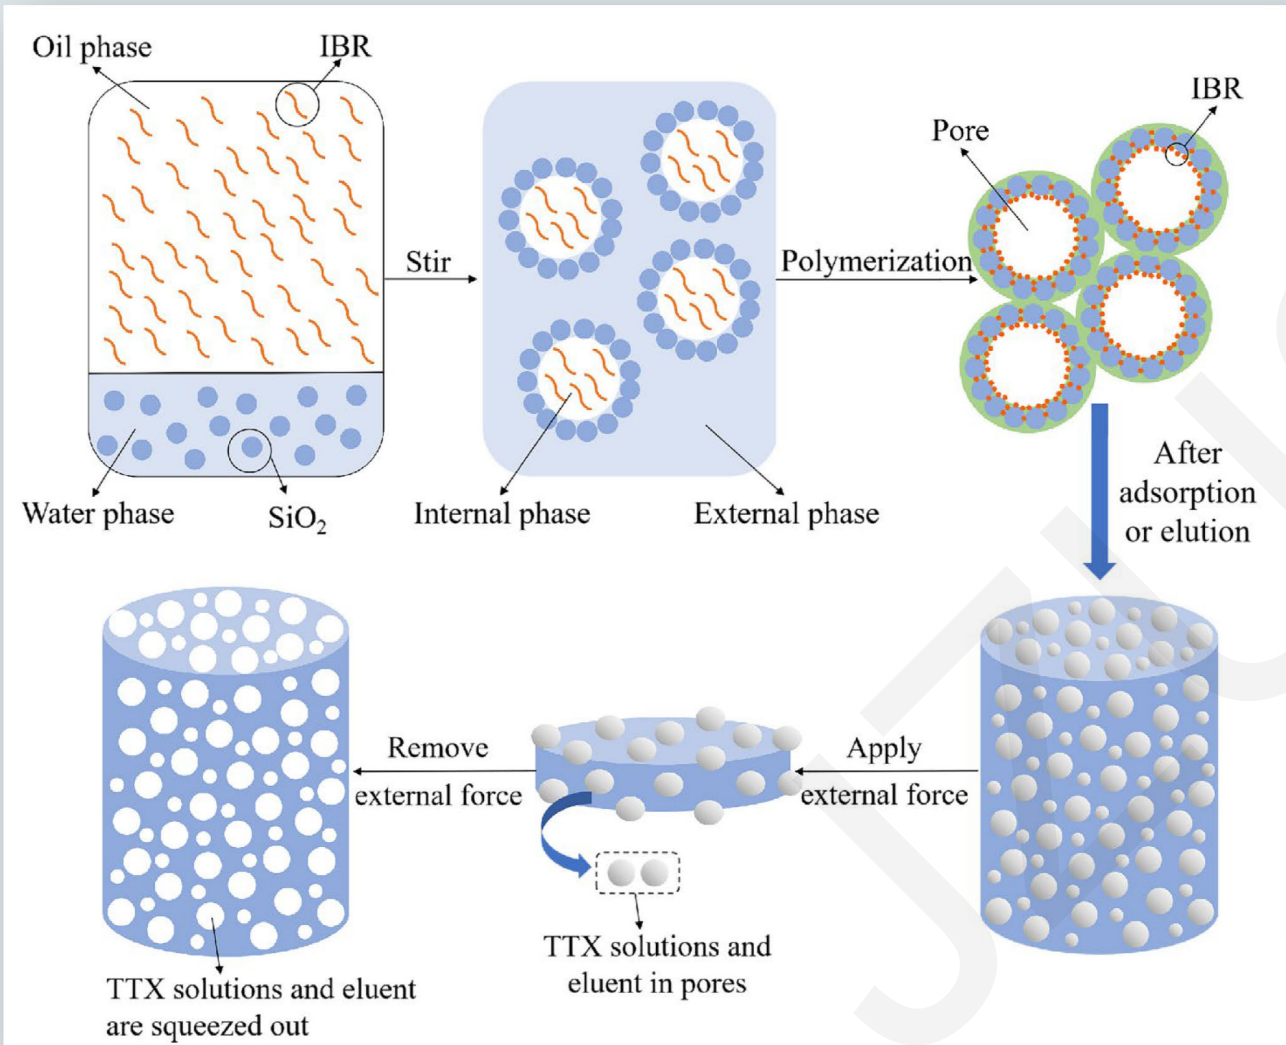 Oil phase
IBR
IBR
Pore
Stir
Polymerization
Water phase
SiO₂
Internal phase
External phase
After
adsorption
or elution
Remove
external force
Apply
external force
TTX solutions and
eluent in pores
TTX solutions and eluent
are squeezed out